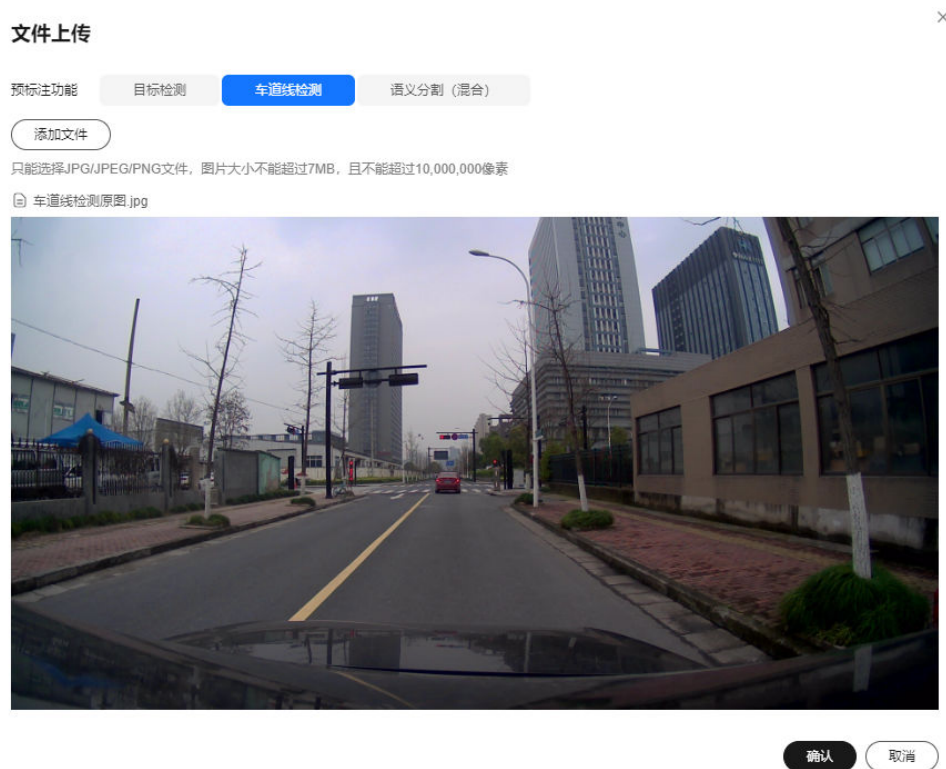 文件上传
预标注功能 目标检测 车道线检测 语义分割（混合）
添加文件
只能选择JPG/JPEG/PNG文件，图片大小不能超过7MB，且不能超过10,000,000像素
车道线检测原图.jpg
确认 取消